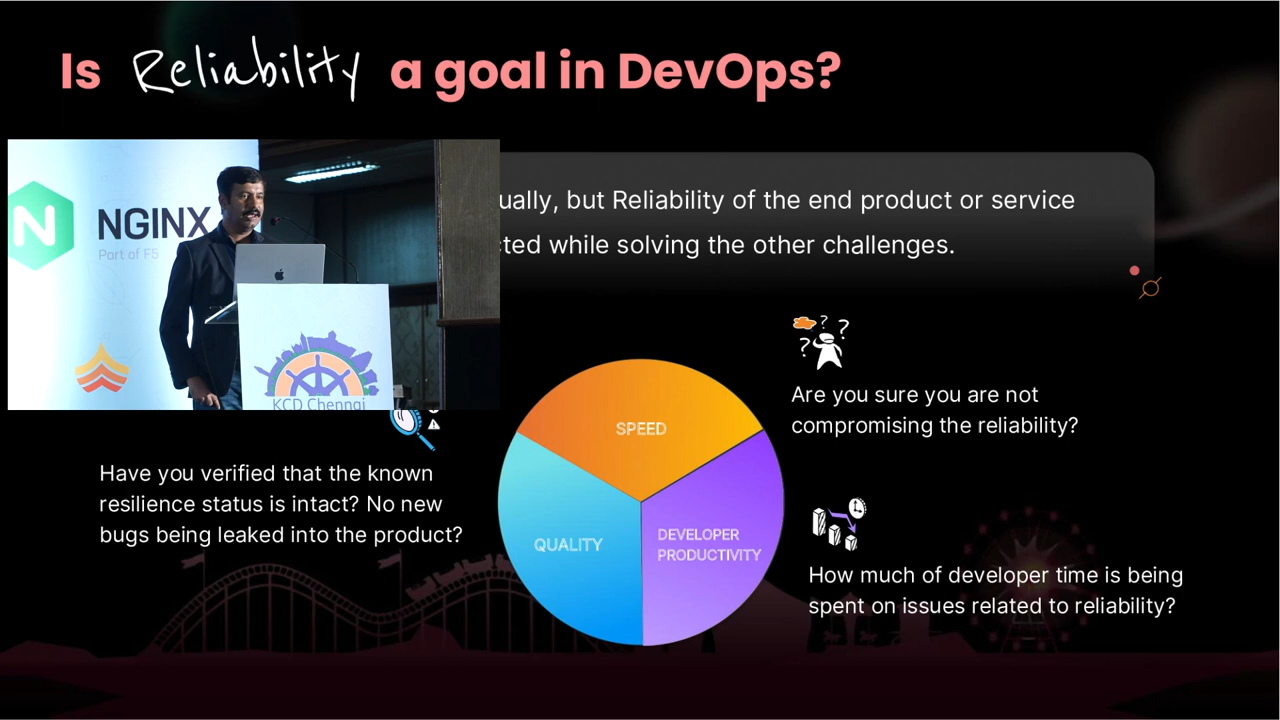 Is Reliability a goal in DevOps?
ually, but Reliability of the end product or service
cted while solving the other challenges.
N
NGINX
Part of F5
KCD Chennai
?
?
?
Are you sure you are not
compromising the reliability?
SPEED
Have you verified that the known
resilience status is intact? No new
bugs being leaked into the product?
QUALITY
DEVELOPER
PRODUCTIVITY
How much of developer time is being
spent on issues related to reliability?